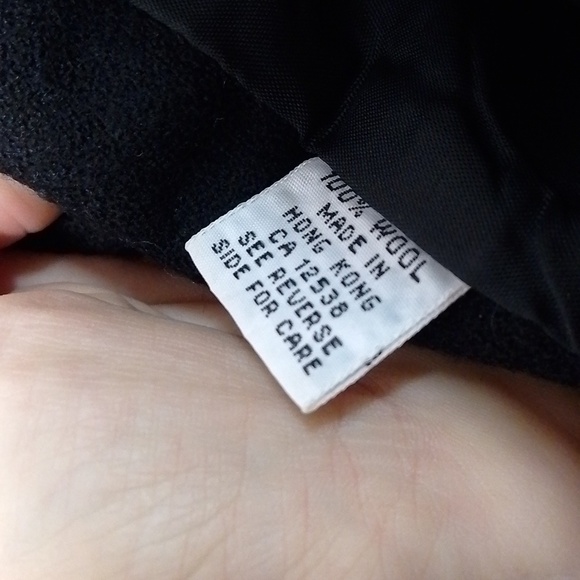 100% WOOL
MADE IN
HONG KONG
CA 12538
SEE REVERSE
SIDE FOR CARE